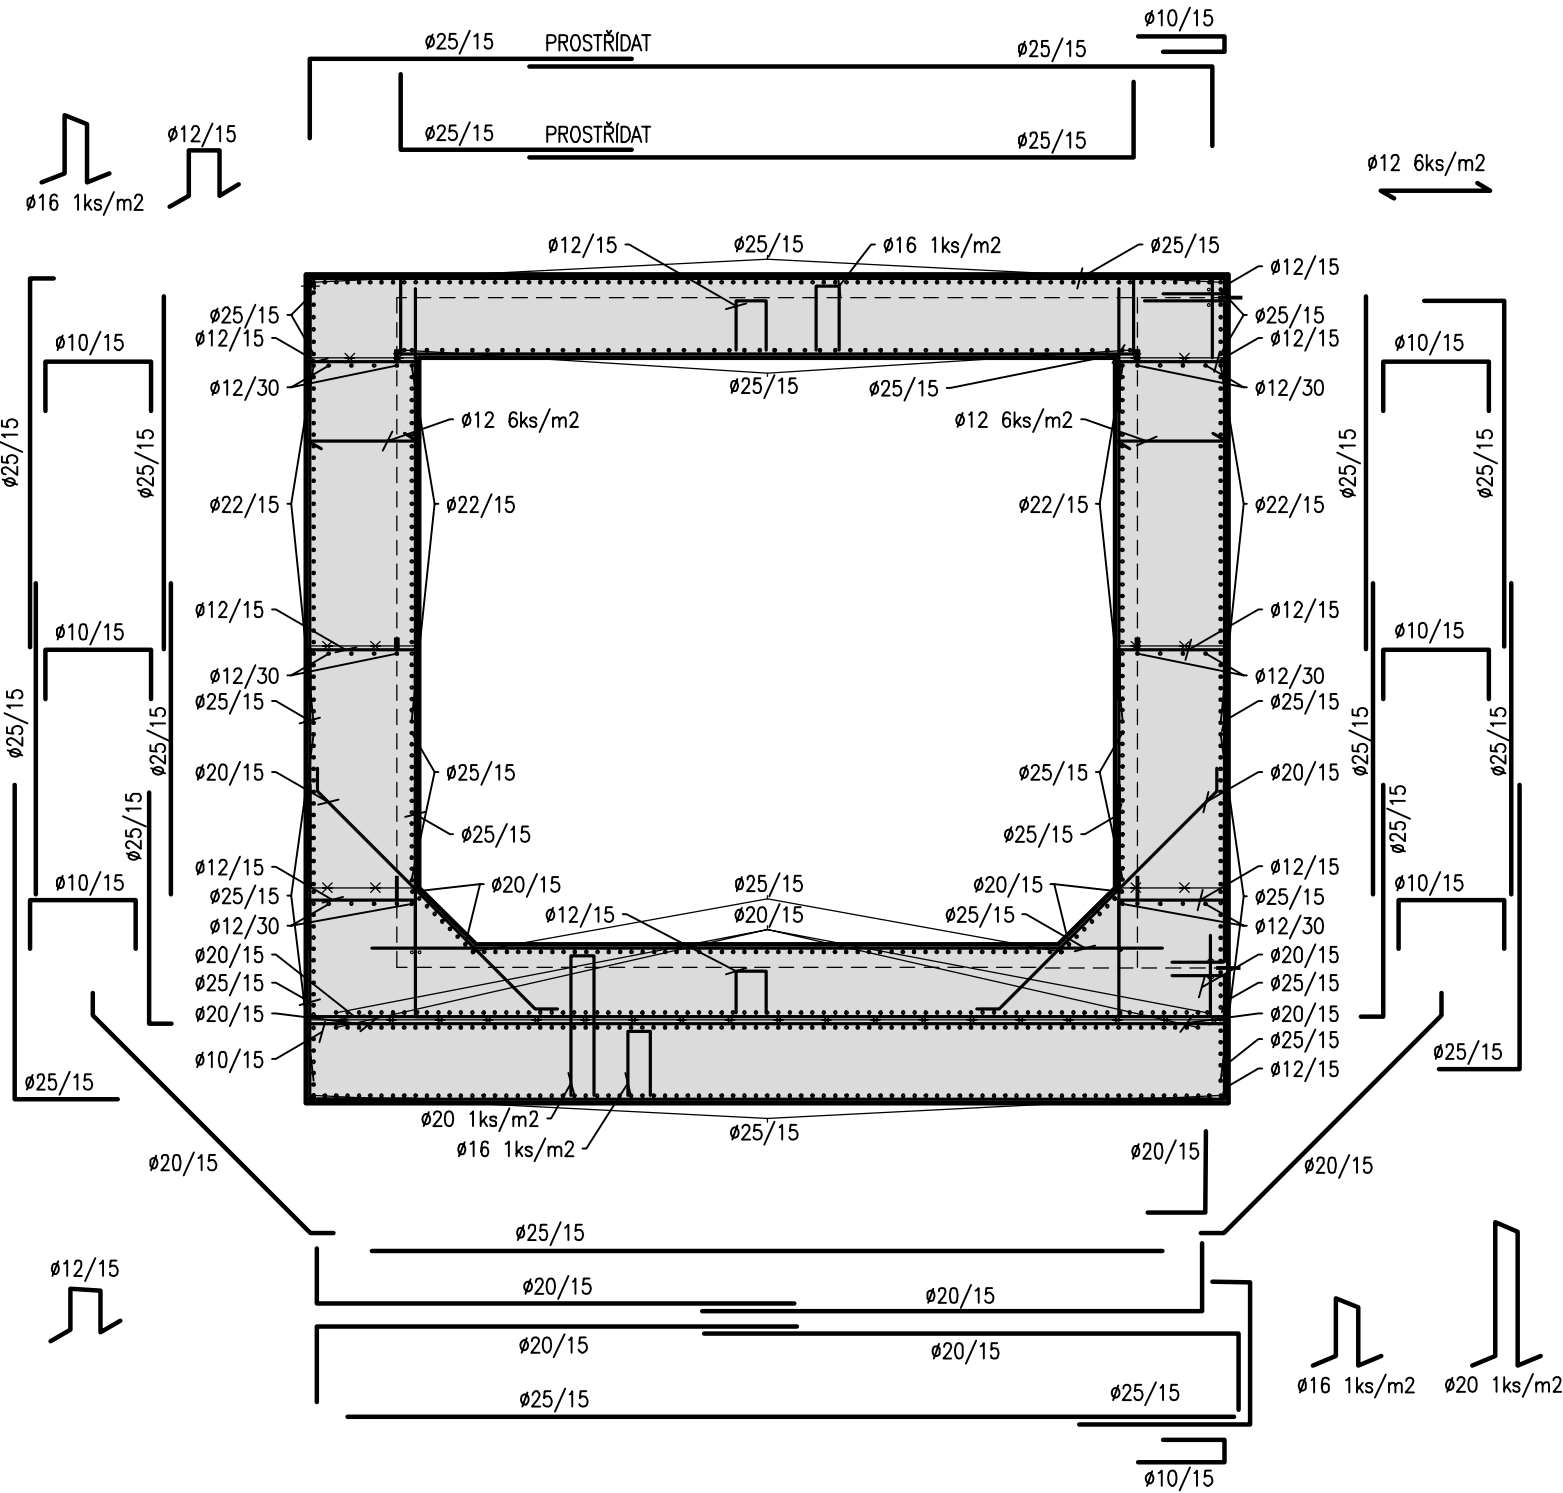 ø10/15
ø25/15 PROSTŘÍDAT ø25/15
ø25/15 PROSTŘÍDAT ø25/15
ø12/15
ø16 1ks/m2
ø12 6ks/m2
ø12/15 ø25/15 ø16 1ks/m2 ø25/15
ø12/15
ø25/15 ø25/15
ø12/15 ø12/15
ø10/15 ø10/15
ø12/30 ø25/15 ø25/15 ø12/30
ø12 6ks/m2 ø12 6ks/m2
ø25/15 ø25/15 ø25/15 ø25/15
ø22/15 ø22/15 ø22/15 ø22/15
ø12/15 ø12/15
ø10/15 ø10/15
ø12/30 ø12/30
ø25/15 ø25/15
ø25/15 ø25/15 ø25/15 ø25/15
ø20/15 ø25/15 ø25/15 ø20/15
ø25/15 ø25/15 ø25/15 ø25/15
ø12/15 ø12/15
ø10/15 ø20/15 ø25/15 ø20/15 ø10/15
ø25/15 ø25/15
ø12/15 ø20/15 ø25/15
ø12/30 ø12/30
ø20/15 ø20/15
ø25/15 ø25/15
ø20/15 ø20/15
ø25/15
ø10/15 ø25/15
ø12/15
ø25/15
ø20 1ks/m2
ø25/15
ø16 1ks/m2
ø20/15
ø20/15 ø20/15
ø25/15
ø12/15
ø20/15 ø20/15
ø20/15 ø20/15
ø16 1ks/m2 ø20 1ks/m2
ø25/15 ø25/15
ø10/15